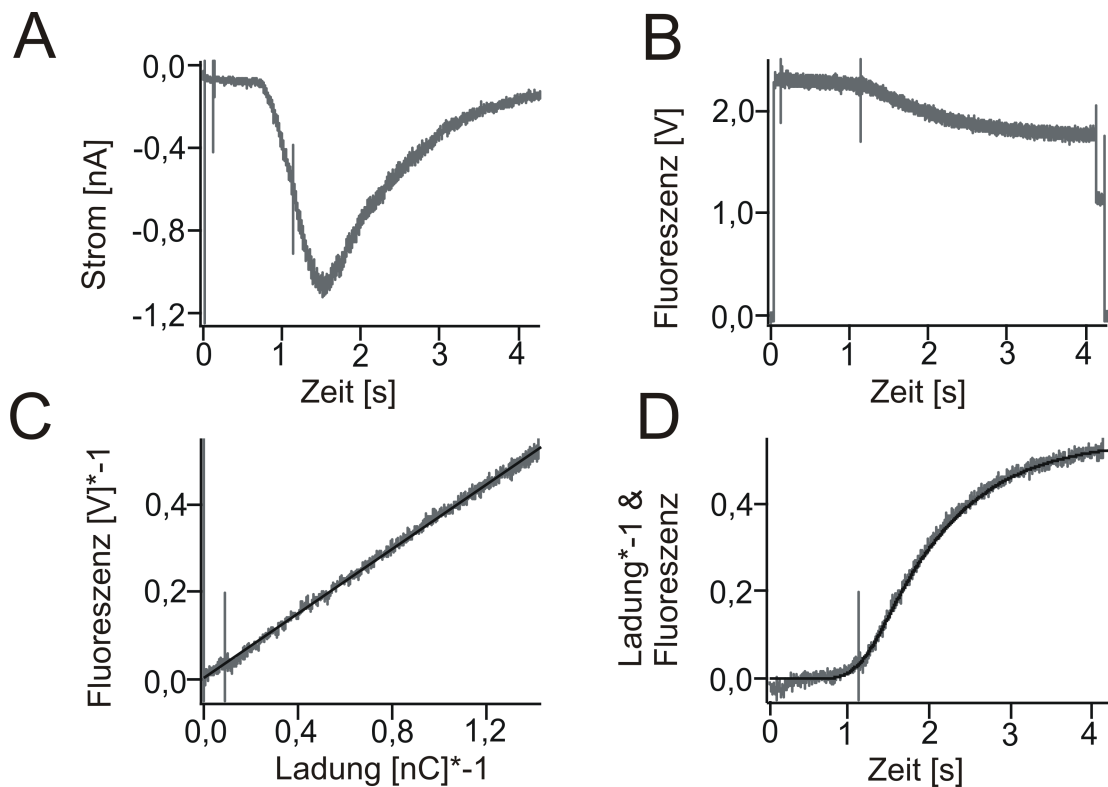 A
0,0
-0,4
-0,8
-1,2
Strom [nA]
0 1 2 3 4
Zeit [s]
B
2,0
1,0
0,0
Fluoreszenz [V]
0 1 2 3 4
Zeit [s]
C
0,4
0,2
0,0
Fluoreszenz [V]*-1
0,0 0,4 0,8 1,2
Ladung [nC]*-1
D
0,4
0,2
0,0
Ladung*-1 &
Fluoreszenz
0 1 2 3 4
Zeit [s]